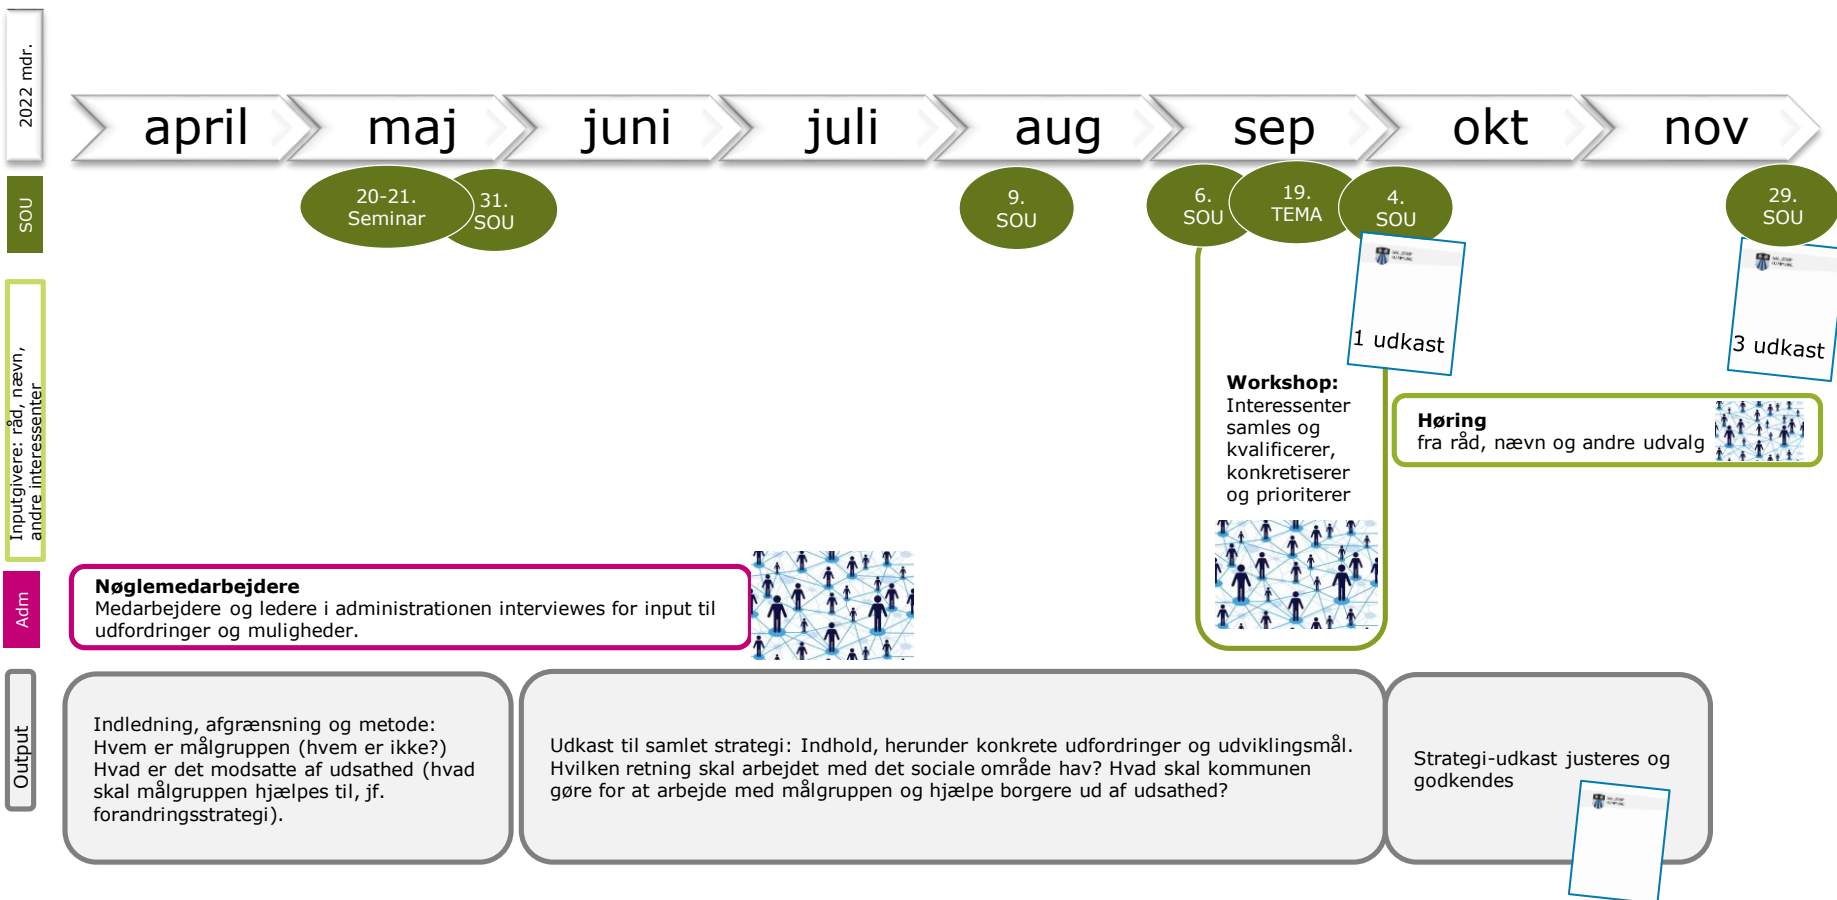 2022 mdr.
april
maj
juni
juli
aug
sep
okt
nov
SOU
20-21.
Seminar
31.
SOU
9.
SOU
6.
SOU
19.
TEMA
4.
SOU
29.
SOU
Inputgivere: råd, nævn,
andre interessenter
1 udkast
3 udkast
Workshop:
Interessenter
samles og
kvalificerer,
konkretiserer
og prioriterer
Høring
fra råd, nævn og andre udvalg
Adm
Nøglemedarbejdere
Medarbejdere og ledere i administrationen interviewes for input til
udfordringer og muligheder.
Output
Indledning, afgrænsning og metode:
Hvem er målgruppen (hvem er ikke?)
Hvad er det modsatte af udsathed (hvad
skal målgruppen hjælpes til, jf.
forandringsstrategi).
Udkast til samlet strategi: Indhold, herunder konkrete udfordringer og udviklingsmål.
Hvilken retning skal arbejdet med det sociale område hav? Hvad skal kommunen
gøre for at arbejde med målgruppen og hjælpe borgere ud af udsathed?
Strategi-udkast justeres og
godkendes